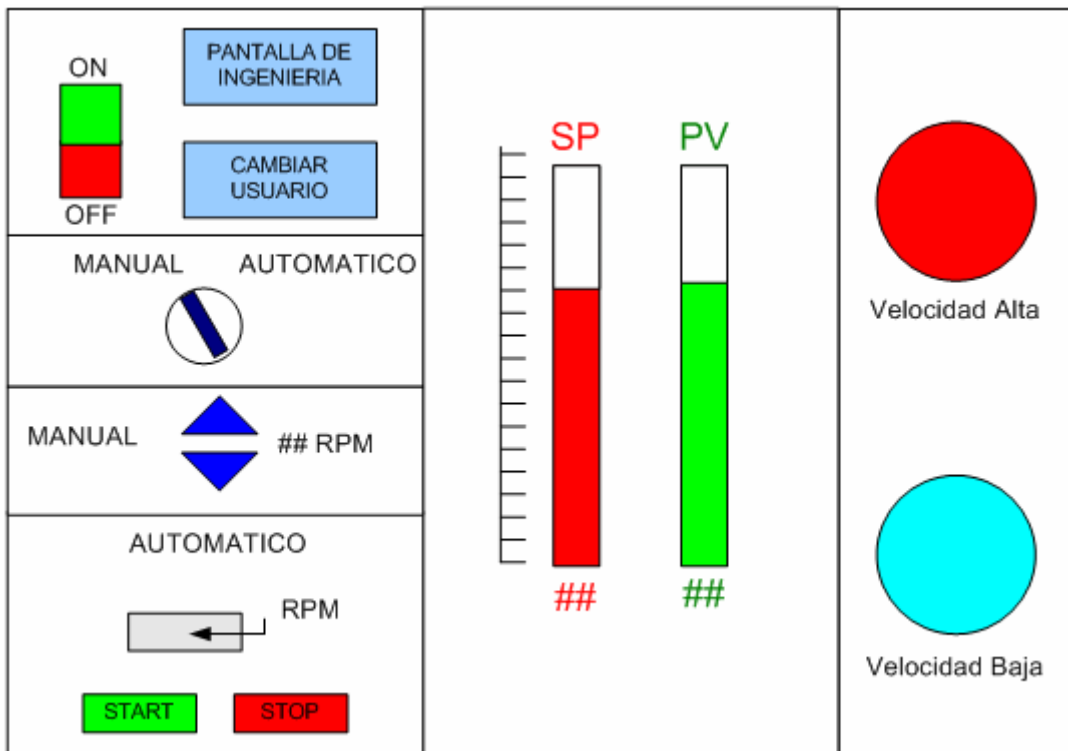 ON
OFF
PANTALLA DE
INGENIERIA
CAMBIAR
USUARIO
MANUAL AUTOMATICO
MANUAL ## RPM
AUTOMATICO
RPM
START STOP
SP PV
## ##
Velocidad Alta
Velocidad Baja